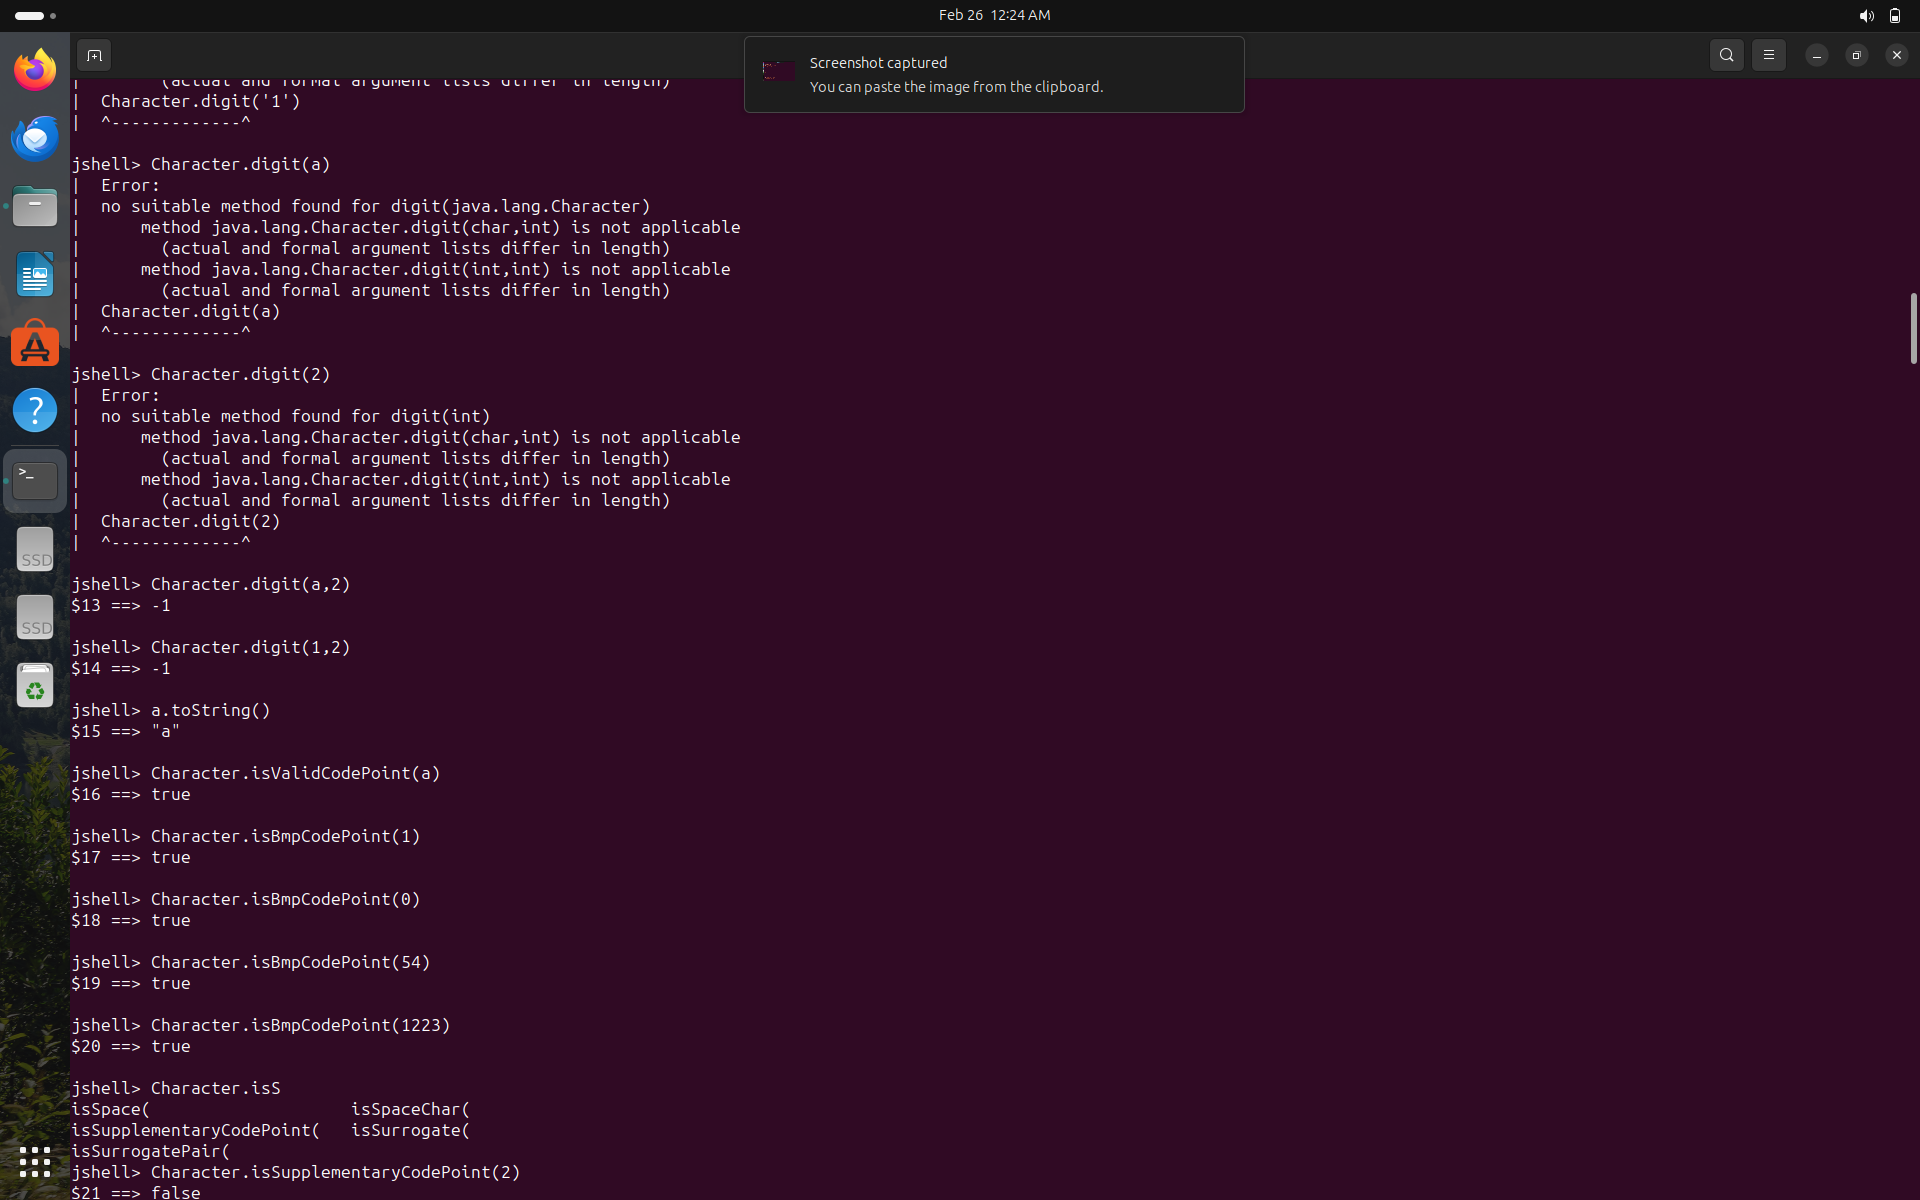 Feb 26 12:24 AM
Screenshot captured
You can paste the image from the clipboard.
|      (actual and formal argument lists differ in length)
|  Character.digit('1')
|  ^-------------^
jshell> Character.digit(a)
|  Error:
|  no suitable method found for digit(java.lang.Character)
|      method java.lang.Character.digit(char,int) is not applicable
|        (actual and formal argument lists differ in length)
|      method java.lang.Character.digit(int,int) is not applicable
|        (actual and formal argument lists differ in length)
|  Character.digit(a)
|  ^-------------^
jshell> Character.digit(2)
|  Error:
|  no suitable method found for digit(int)
|      method java.lang.Character.digit(char,int) is not applicable
|        (actual and formal argument lists differ in length)
|      method java.lang.Character.digit(int,int) is not applicable
|        (actual and formal argument lists differ in length)
|  Character.digit(2)
|  ^-------------^
jshell> Character.digit(a,2)
$13 ==> -1
jshell> Character.digit(1,2)
$14 ==> -1
jshell> a.toString()
$15 ==> "a"
jshell> Character.isValidCodePoint(a)
$16 ==> true
jshell> Character.isBmpCodePoint(1)
$17 ==> true
jshell> Character.isBmpCodePoint(0)
$18 ==> true
jshell> Character.isBmpCodePoint(54)
$19 ==> true
jshell> Character.isBmpCodePoint(1223)
$20 ==> true
jshell> Character.isS
isSpace(                    isSpaceChar(
isSupplementaryCodePoint(   isSurrogate(
isSurrogatePair(
jshell> Character.isSupplementaryCodePoint(2)
$21 ==> false
SSD
SSD